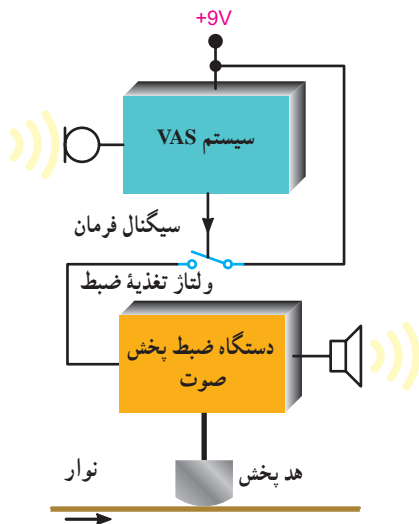 +9V
سیستم VAS
سیگنال فرمان
ولتاژ تغذیهٔ ضبط
دستگاه ضبط پخش
صوت
هد پخش
نوار